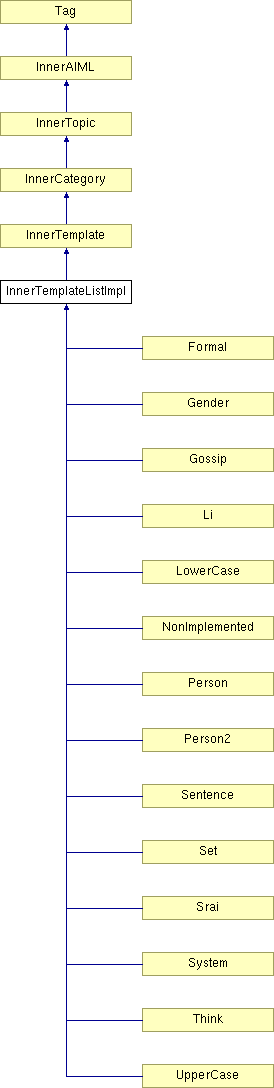 Tag
InnerAIML
InnerTopic
InnerCategory
InnerTemplate
InnerTemplateListImpl
Formal
Gender
Gossip
Li
LowerCase
NonImplemented
Person
Person2
Sentence
Set
Srai
System
Think
UpperCase